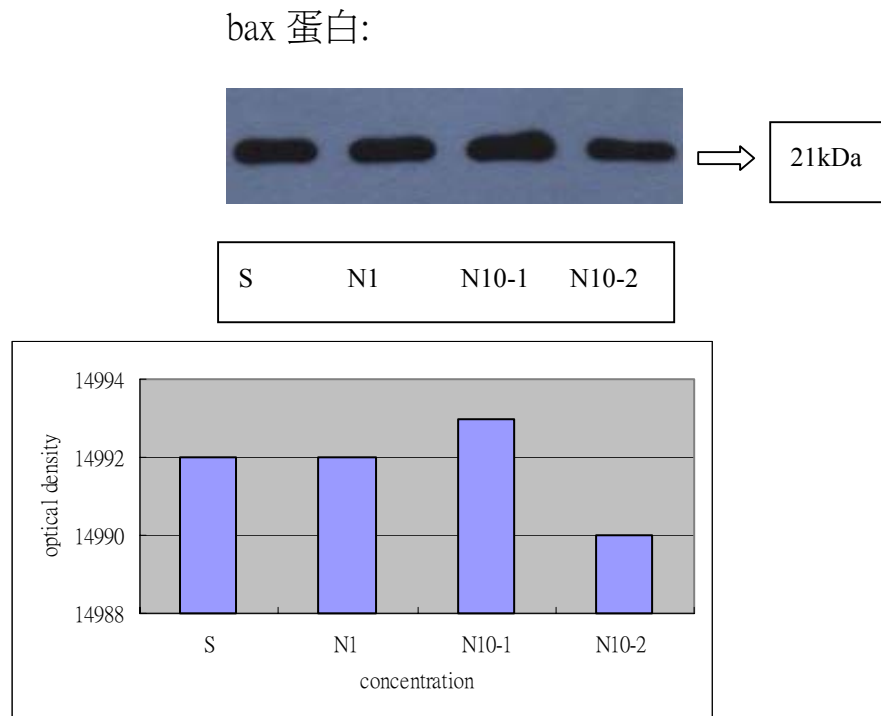 bax 蛋白:
21kDa
S N1 N10-1 N10-2
14994
14992
14990
14988
optical density
S N1 N10-1 N10-2
concentration